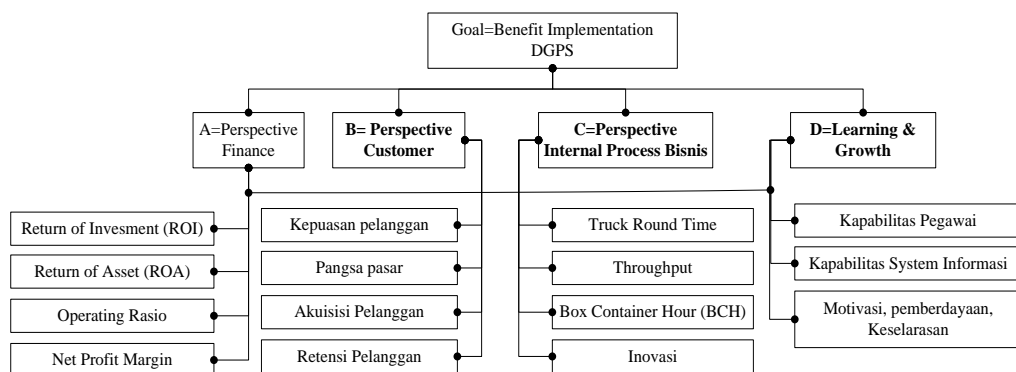 Goal=Benefit Implementation
DGPS
A=Perspective
Finance
B= Perspective
Customer
C=Perspective
Internal Process Bisnis
D=Learning &
Growth
Return of Invesment (ROI)
Return of Asset (ROA)
Operating Rasio
Net Profit Margin
Kepuasan pelanggan
Pangsa pasar
Akuisisi Pelanggan
Retensi Pelanggan
Truck Round Time
Throughput
Box Container Hour (BCH)
Inovasi
Kapabilitas Pegawai
Kapabilitas System Informasi
Motivasi, pemberdayaan,
Keselarasan